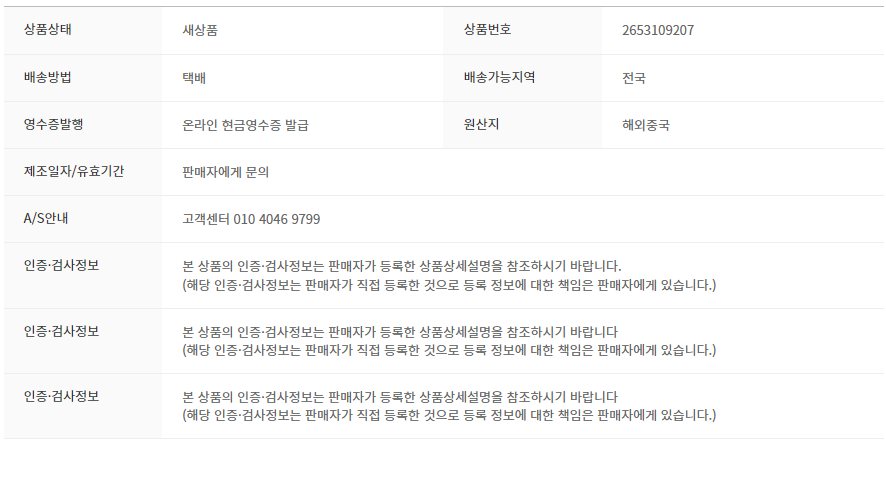 상품상태 새상품 상품번호 2653109207
배송방법 택배 배송가능지역 전국
영수증발행 온라인 현금영수증 발급 원산지 해외중국
제조일자/유효기간 판매자에게 문의
A/S안내 고객센터 010 4046 9799
인증·검사정보 본 상품의 인증·검사정보는 판매자가 등록한 상품상세설명을 참조하시기 바랍니다.
(해당 인증·검사정보는 판매자가 직접 등록한 것으로 등록 정보에 대한 책임은 판매자에게 있습니다.)
인증·검사정보 본 상품의 인증·검사정보는 판매자가 등록한 상품상세설명을 참조하시기 바랍니다
(해당 인증·검사정보는 판매자가 직접 등록한 것으로 등록 정보에 대한 책임은 판매자에게 있습니다.)
인증·검사정보 본 상품의 인증·검사정보는 판매자가 등록한 상품상세설명을 참조하시기 바랍니다
(해당 인증·검사정보는 판매자가 직접 등록한 것으로 등록 정보에 대한 책임은 판매자에게 있습니다.)